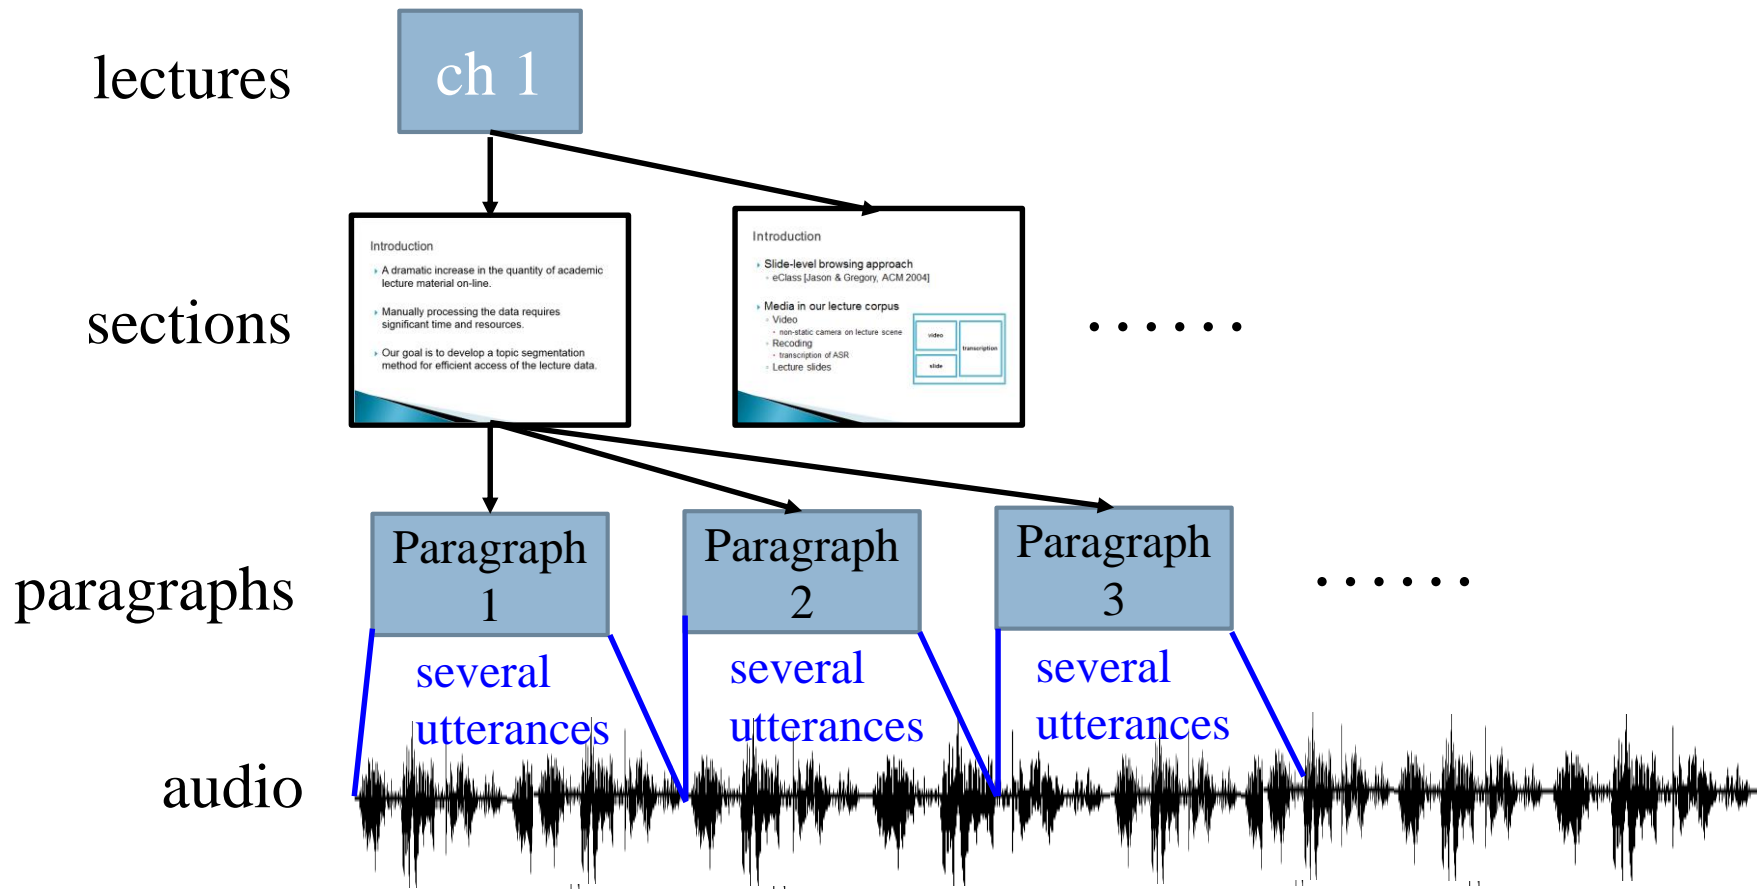 lectures
ch 1
sections
Introduction
A dramatic increase in the quantity of academic
lecture material on-line.
Manually processing the data requires
significant time and resources.
Our goal is to develop a topic segmentation
method for efficient access of the lecture data.
Introduction
Slide-level browsing approach
eClass [Jason & Gregory, ACM 2004]
Media in our lecture corpus
Video
non-static camera on lecture scene
Recoding
transcription of ASR
Lecture slides
video
transcription
slide
......
paragraphs
Paragraph
1
Paragraph
2
Paragraph
3
......
several
utterances
several
utterances
several
utterances
audio